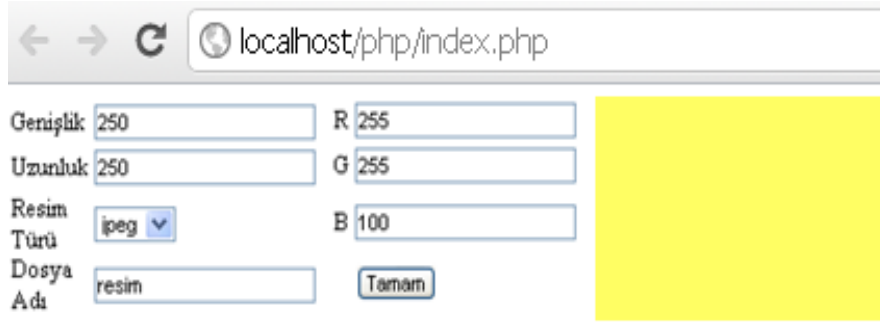 localhost/php/index.php
Genişlik 250 R 255
Uzunluk 250 G 255
Resim Türü jpeg B 100
Dosya Adı resim Tamam